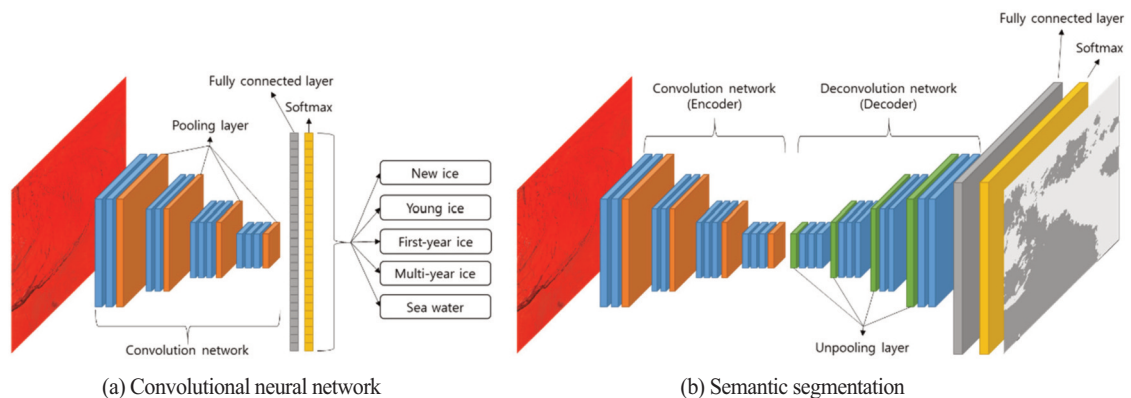 Fully connected layer
Softmax
Pooling layer
New ice
Young ice
First-year ice
Multi-year ice
Sea water
Convolution network
(a) Convolutional neural network
Fully connected layer
Softmax
Convolution network
(Encoder)
Deconvolution network
(Decoder)
Unpooling layer
(b) Semantic segmentation